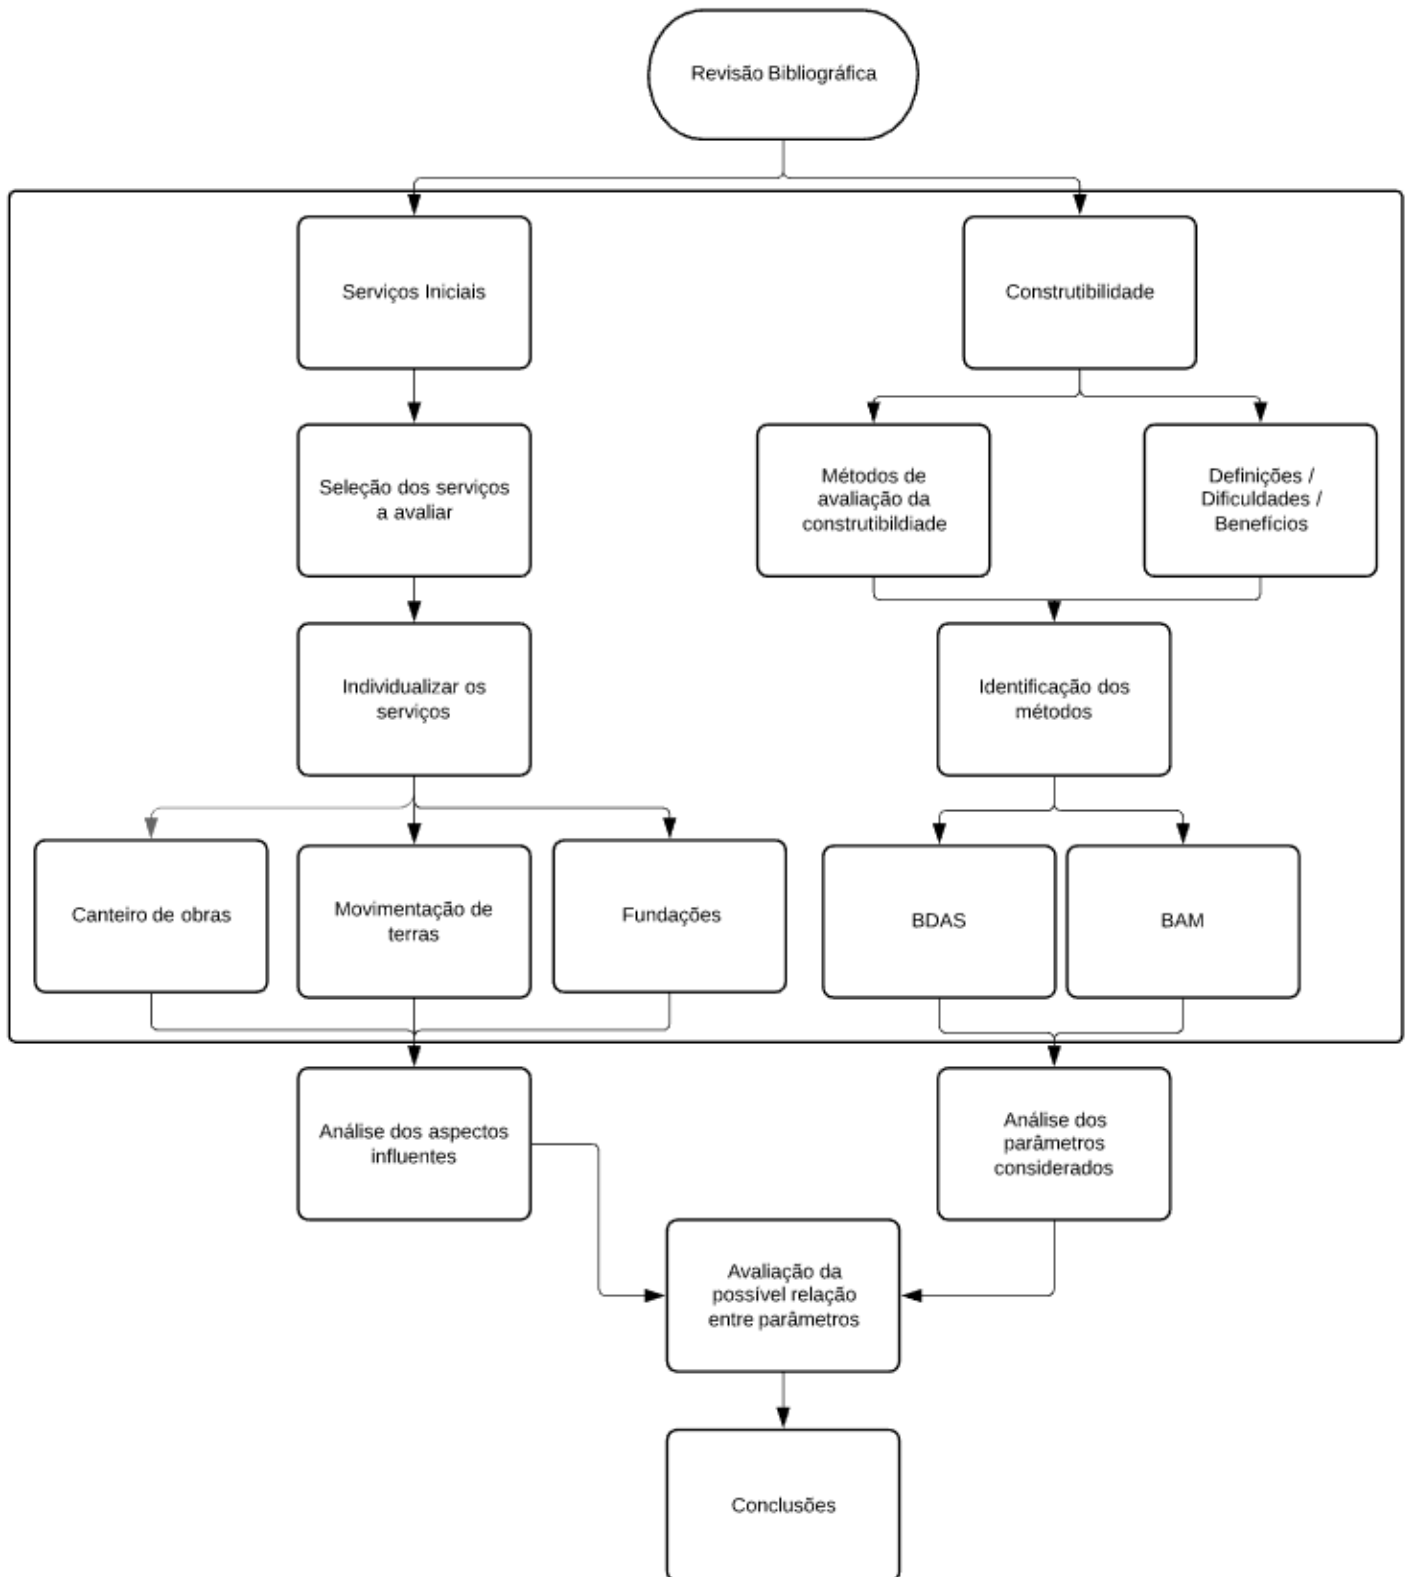 Revisão Bibliográfica
Serviços Iniciais
Construtibilidade
Seleção dos serviços
a avaliar
Métodos de
avaliação da
construtibildiade
Definições /
Dificuldades /
Benefícios
Individualizar os
serviços
Identificação dos
métodos
Canteiro de obras
Movimentação de
terras
Fundações
BDAS
BAM
Análise dos aspectos
influentes
Análise dos
parâmetros
considerados
Avaliação da
possível relação
entre parâmetros
Conclusões